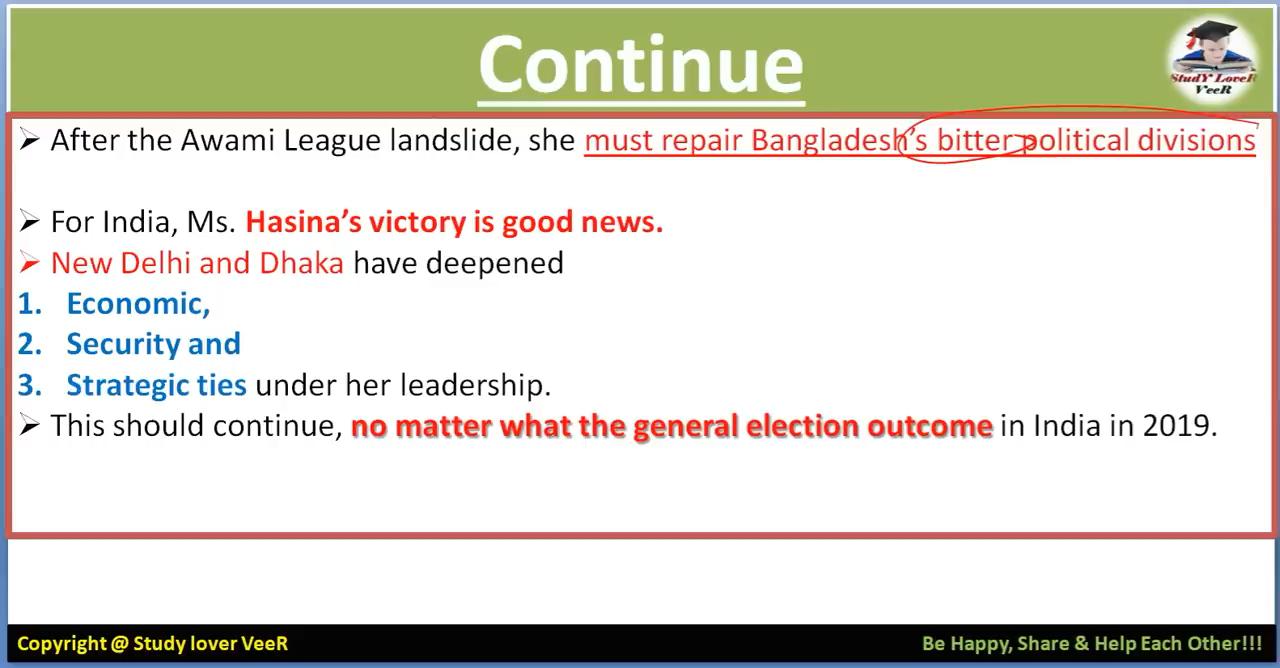 Continue
StudY LoveR
VeeR
➢ After the Awami League landslide, she must repair Bangladesh's bitter political divisions
➢ For India, Ms. Hasina's victory is good news.
➢ New Delhi and Dhaka have deepened
1. Economic,
2. Security and
3. Strategic ties under her leadership.
➢ This should continue, no matter what the general election outcome in India in 2019.
Copyright @ Study lover VeeR
Be Happy, Share & Help Each Other!!!